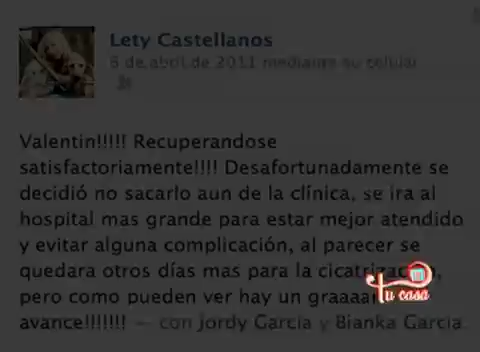 Lety Castellanos
6 de abril de 2011 mediante su celular
Valentin!!!!! Recuperandose
satisfactoriamente!!!! Desafortunadamente se
decidió no sacarlo aun de la clínica, se ira al
hospital mas grande para estar mejor atendido
y evitar alguna complicación, al parecer se
quedara otros días mas para la
pero como pueden ver hay un
avance!!!!!!! — con Jordy Garcia y Bianka Garcia.
tu casa